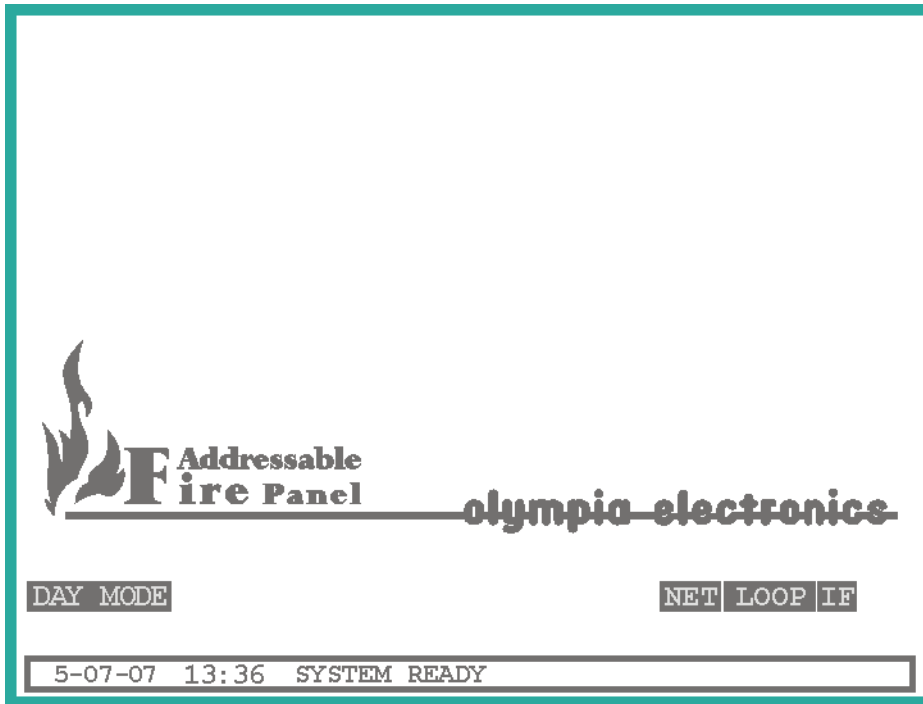 Addressable
Fire Panel
olympia electronics
DAY MODE
NET LOOP IF
5-07-07 13:36 SYSTEM READY